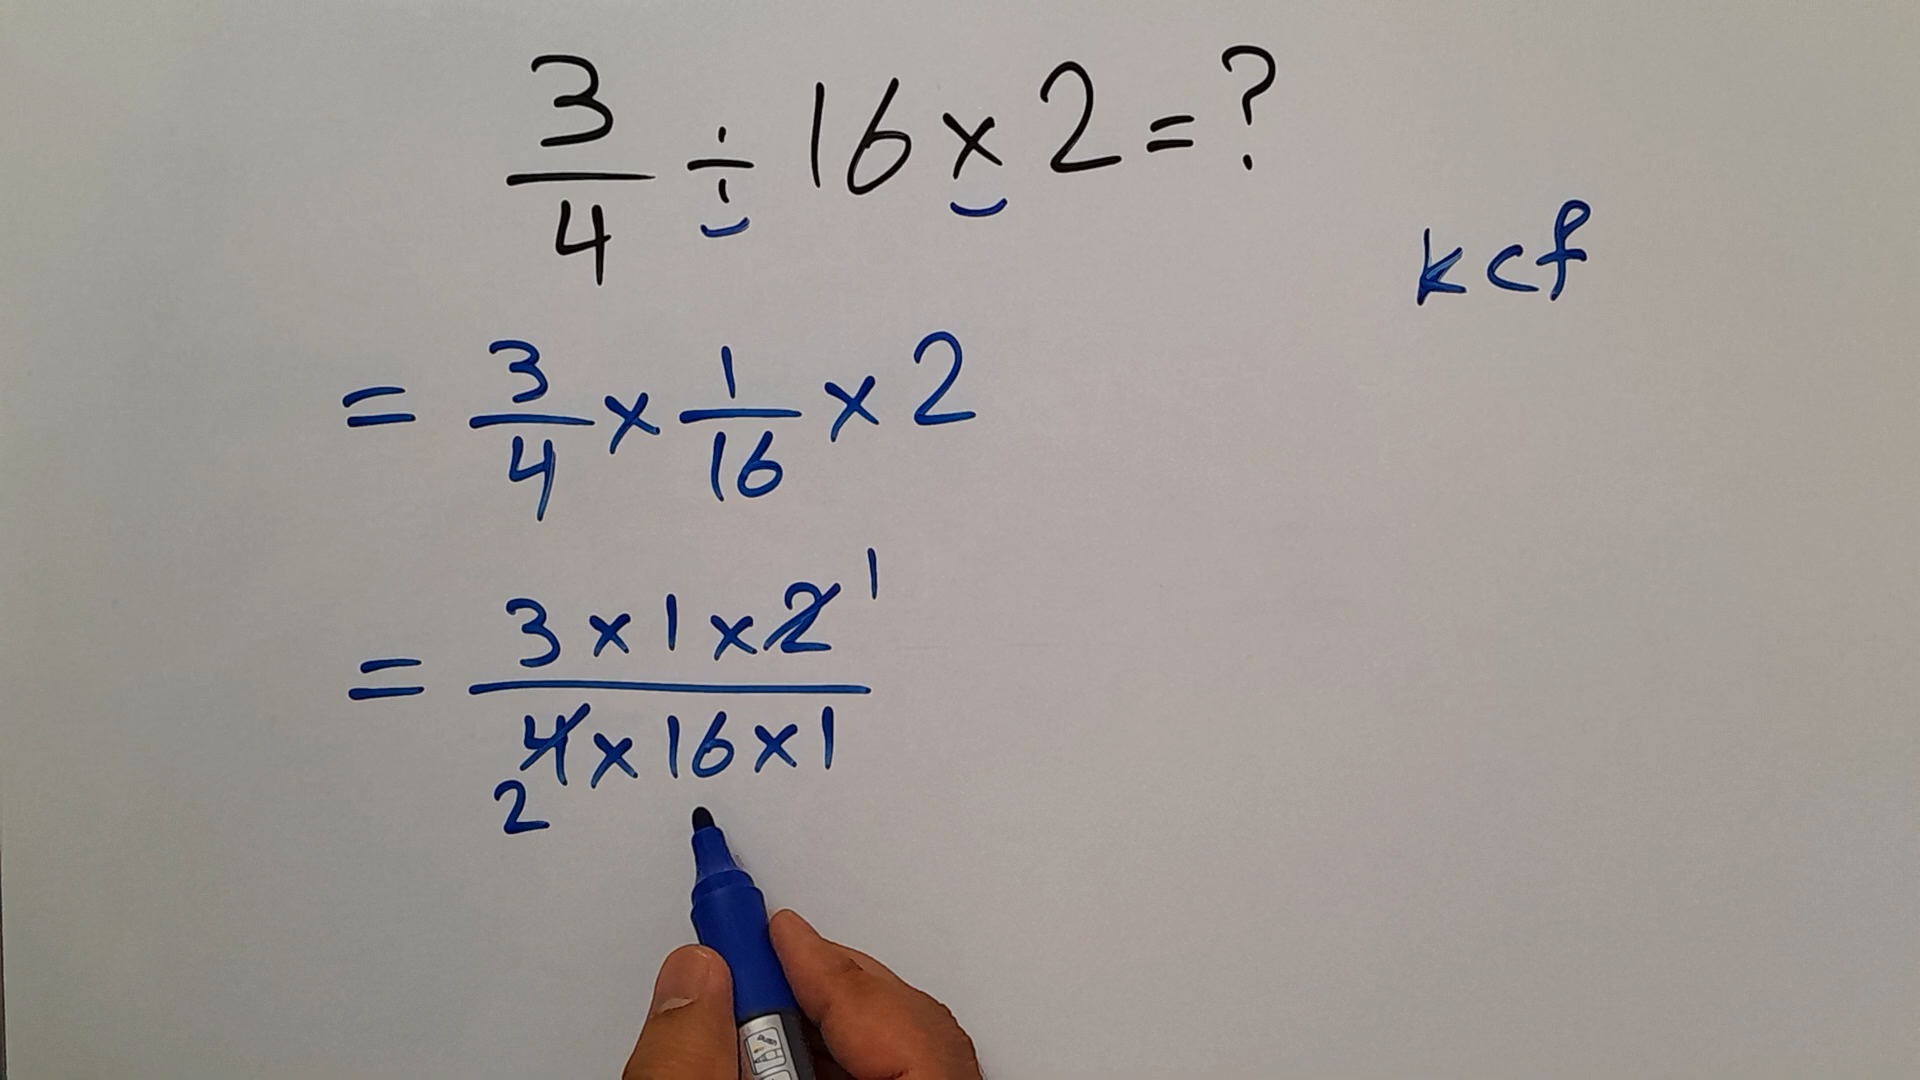 3/4 ÷ 16 × 2 = ?
kcf
= 3/4 × 1/16 × 2
= 3 × 1 × 2 1
4 × 16 × 1
2